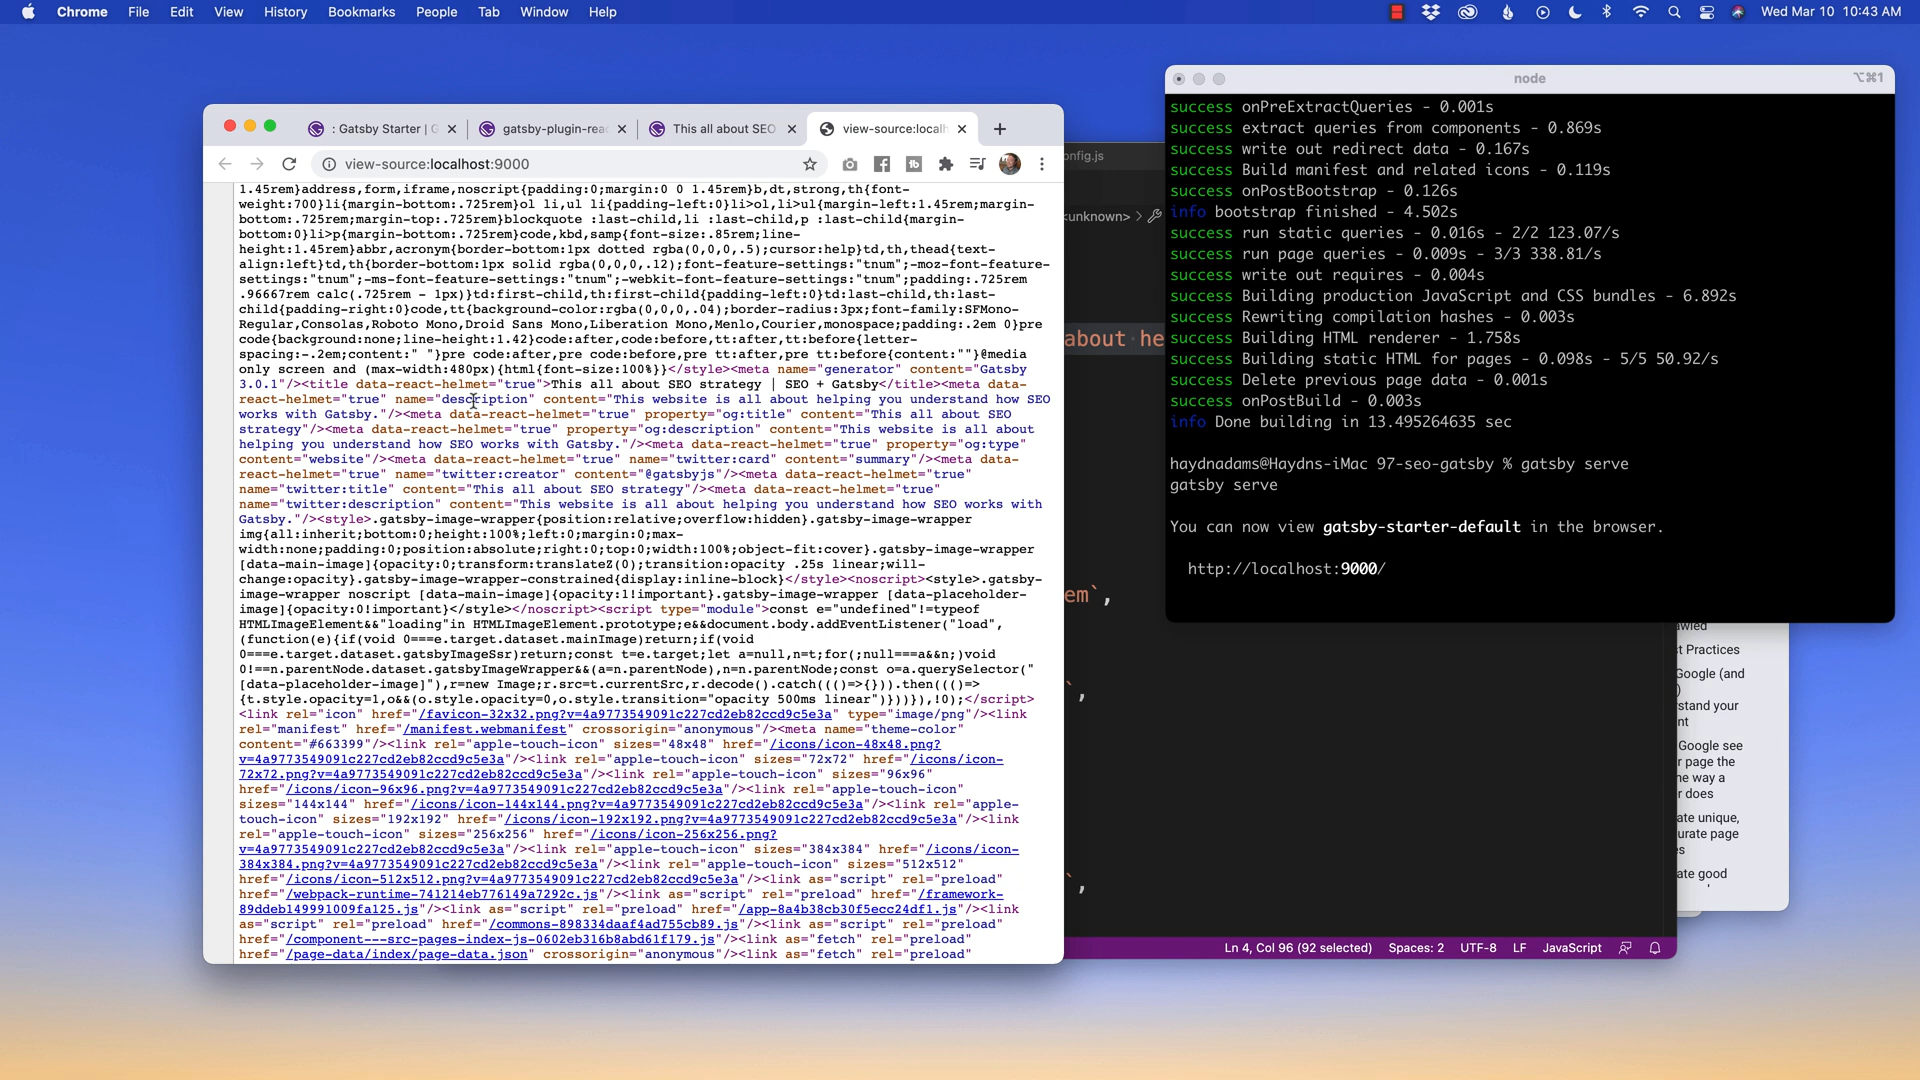 Chrome File Edit View History Bookmarks People Tab Window Help Wed Mar 10 10:43 AM
: Gatsby Starter | G
gatsby-plugin-reac
This all about SEO
view-source:localh
view-source:localhost:9000
1.45rem}address,form,iframe,noscript{padding:0;margin:0 0 1.45rem}b,dt,strong,th{font-
weight:700}li{margin-bottom:.725rem}ol li,ul li{padding-left:0}li>ol,li>ul{margin-left:1.45rem;margin-
bottom:.725rem;margin-top:.725rem}blockquote :last-child,li :last-child,p :last-child{margin-
bottom:0}li>p{margin-bottom:.725rem}code,kbd,samp{font-size:.85rem;line-
height:1.45rem}abbr,acronym{border-bottom:1px dotted rgba(0,0,0,.5);cursor:help}td,th,thead{text-
align:left}td,th{border-bottom:1px solid rgba(0,0,0,.12);font-feature-settings:"tnum";-moz-font-feature-
settings:"tnum";-ms-font-feature-settings:"tnum";-webkit-font-feature-settings:"tnum";padding:.725rem
.96667rem calc(.725rem - 1px)}td:first-child,th:first-child{padding-left:0}td:last-child,th:last-
child{padding-right:0}code,tt{background-color:rgba(0,0,0,.04);border-radius:3px;font-family:SFMono-
Regular,Consolas,Roboto Mono,Droid Sans Mono,Liberation Mono,Menlo,Courier,monospace;padding:.2em 0}pre
code{background:none;line-height:1.42}code:after,code:before,tt:after,tt:before{letter-
spacing:-.2em;content:" "}pre code:after,pre code:before,pre tt:after,pre tt:before{content:""}@media
only screen and (max-width:480px){html{font-size:100%}}</style><meta name="generator" content="Gatsby
3.0.1"/><title data-react-helmet="true">This all about SEO strategy | SEO + Gatsby</title><meta data-
react-helmet="true" name="description" content="This website is all about helping you understand how SEO
works with Gatsby."/><meta data-react-helmet="true" property="og:title" content="This all about SEO
strategy"/><meta data-react-helmet="true" property="og:description" content="This website is all about
helping you understand how SEO works with Gatsby."/><meta data-react-helmet="true" property="og:type"
content="website"/><meta data-react-helmet="true" name="twitter:card" content="summary"/><meta data-
react-helmet="true" name="twitter:creator" content="@gatsbyjs"/><meta data-react-helmet="true"
name="twitter:title" content="This all about SEO strategy"/><meta data-react-helmet="true"
name="twitter:description" content="This website is all about helping you understand how SEO works with
Gatsby."/><style>.gatsby-image-wrapper{position:relative;overflow:hidden}.gatsby-image-wrapper
img{all:inherit;bottom:0;height:100%;left:0;margin:0;max-
width:none;padding:0;position:absolute;right:0;top:0;width:100%;object-fit:cover}.gatsby-image-wrapper
[data-main-image]{opacity:0;transform:translateZ(0);transition:opacity .25s linear;will-
change:opacity}.gatsby-image-wrapper-constrained{display:inline-block}</style><noscript><style>.gatsby-
image-wrapper noscript [data-main-image]{opacity:1!important}.gatsby-image-wrapper [data-placeholder-
image]{opacity:0!important}</style></noscript><script type="module">const e="undefined"!=typeof
HTMLImageElement&&"loading"in HTMLImageElement.prototype;e&&document.body.addEventListener("load",
(function(e){if(void 0===e.target.dataset.mainImage)return;if(void
0===e.target.dataset.gatsbyImageSsr)return;const t=e.target;let a=null,n=t;for(;null===a&&n;)void
0!==n.parentNode.dataset.gatsbyImageWrapper&&(a=n.parentNode),n=n.parentNode;const o=a.querySelector("
[data-placeholder-image]"),r=new Image;r.src=t.currentSrc,r.decode().catch((()=>{})).then((()=>
{t.style.opacity=1,o&&(o.style.opacity=0,o.style.transition="opacity 500ms linear")}))}),!0);</script>
<link rel="icon" href="/favicon-32x32.png?v=4a9773549091c227cd2eb82ccd9c5e3a" type="image/png"/><link
rel="manifest" href="/manifest.webmanifest" crossorigin="anonymous"/><meta name="theme-color"
content="#663399"/><link rel="apple-touch-icon" sizes="48x48" href="/icons/icon-48x48.png?
v=4a9773549091c227cd2eb82ccd9c5e3a"/><link rel="apple-touch-icon" sizes="72x72" href="/icons/icon-
72x72.png?v=4a9773549091c227cd2eb82ccd9c5e3a"/><link rel="apple-touch-icon" sizes="96x96"
href="/icons/icon-96x96.png?v=4a9773549091c227cd2eb82ccd9c5e3a"/><link rel="apple-touch-icon"
sizes="144x144" href="/icons/icon-144x144.png?v=4a9773549091c227cd2eb82ccd9c5e3a"/><link rel="apple-
touch-icon" sizes="192x192" href="/icons/icon-192x192.png?v=4a9773549091c227cd2eb82ccd9c5e3a"/><link
rel="apple-touch-icon" sizes="256x256" href="/icons/icon-256x256.png?
v=4a9773549091c227cd2eb82ccd9c5e3a"/><link rel="apple-touch-icon" sizes="384x384" href="/icons/icon-
384x384.png?v=4a9773549091c227cd2eb82ccd9c5e3a"/><link rel="apple-touch-icon" sizes="512x512"
href="/icons/icon-512x512.png?v=4a9773549091c227cd2eb82ccd9c5e3a"/><link as="script" rel="preload"
href="/webpack-runtime-741214eb776149a7292c.js"/><link as="script" rel="preload" href="/framework-
89ddeb149991009fa125.js"/><link as="script" rel="preload" href="/app-8a4b38cb30f5ecc24df1.js"/><link
as="script" rel="preload" href="/commons-898334daaf4ad755cb89.js"/><link as="script" rel="preload"
href="/component---src-pages-index-js-0602eb316b8abd61f179.js"/><link as="fetch" rel="preload"
href="/page-data/index/page-data.json" crossorigin="anonymous"/><link as="fetch" rel="preload"
node ⌥⌘1
success onPreExtractQueries - 0.001s
success extract queries from components - 0.869s
success write out redirect data - 0.167s
success Build manifest and related icons - 0.119s
success onPostBootstrap - 0.126s
info bootstrap finished - 4.502s
success run static queries - 0.016s - 2/2 123.07/s
success run page queries - 0.009s - 3/3 338.81/s
success write out requires - 0.004s
success Building production JavaScript and CSS bundles - 6.892s
success Rewriting compilation hashes - 0.003s
success Building HTML renderer - 1.758s
success Building static HTML for pages - 0.098s - 5/5 50.92/s
success Delete previous page data - 0.001s
success onPostBuild - 0.003s
info Done building in 13.495264635 sec
haydnadams@Haydns-iMac 97-seo-gatsby % gatsby serve
gatsby serve
You can now view gatsby-starter-default in the browser.
http://localhost:9000/
onfig.js
<unknown> >
about he
em`,
`,
`,
Ln 4, Col 96 (92 selected) Spaces: 2 UTF-8 LF JavaScript
awled
t Practices
Google (and
)
rstand your
nt
Google see
r page the
ne way a
r does
ate unique,
urate page
s
ate good